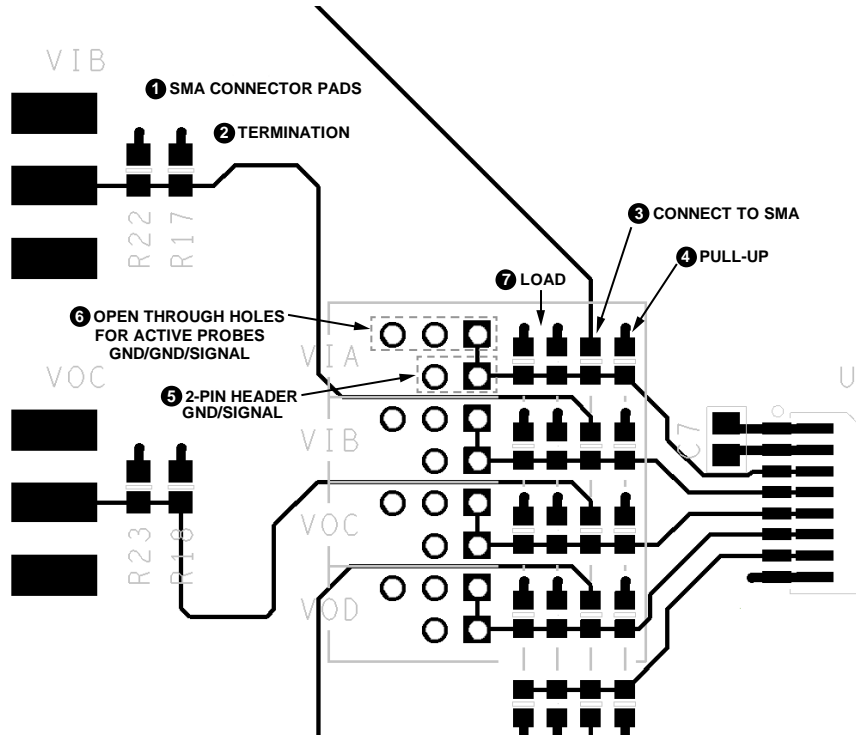 VIB
1 SMA CONNECTOR PADS
2 TERMINATION
R22
R17
3 CONNECT TO SMA
4 PULL-UP
7 LOAD
6 OPEN THROUGH HOLES
FOR ACTIVE PROBES
GND/GND/SIGNAL
VIA
5 2-PIN HEADER
GND/SIGNAL
VOC
U
C7
VIB
VOC
R23
R18
VOD